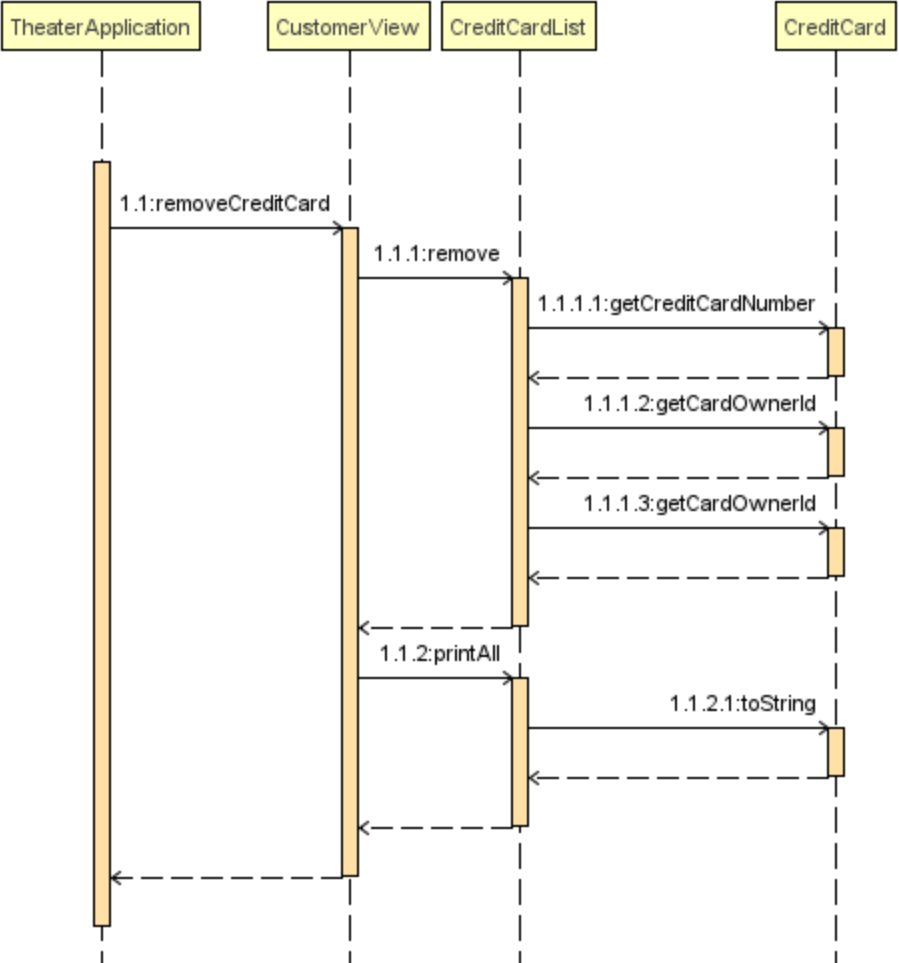 TheaterApplication
CustomerView
CreditCardList
CreditCard
1.1:removeCreditCard
1.1.1:remove
1.1.1.1:getCreditCardNumber
1.1.1.2:getCardOwnerId
1.1.1.3:getCardOwnerId
1.1.2:printAll
1.1.2.1:toString